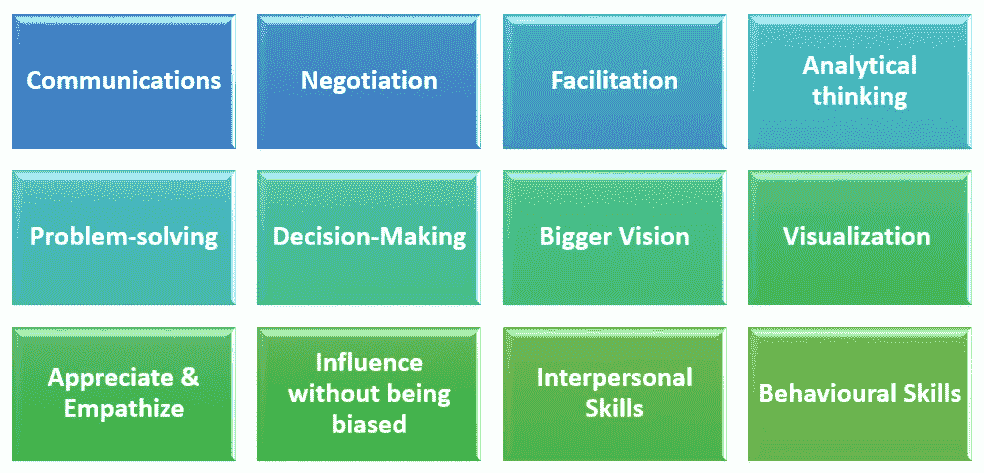 Communications
Negotiation
Facilitation
Analytical
thinking
Problem-solving
Decision-Making
Bigger Vision
Visualization
Appreciate &
Empathize
Influence
without being
biased
Interpersonal
Skills
Behavioural Skills